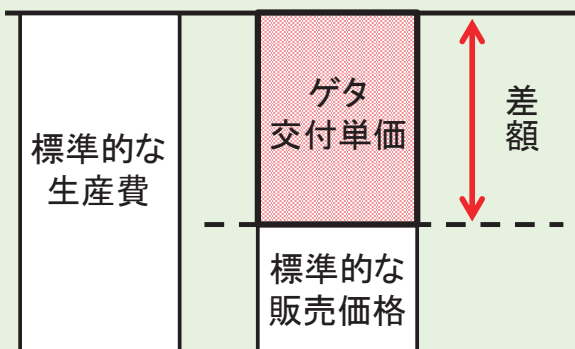 標準的な
生産費
ゲタ
交付単価
差額
標準的な
販売価格